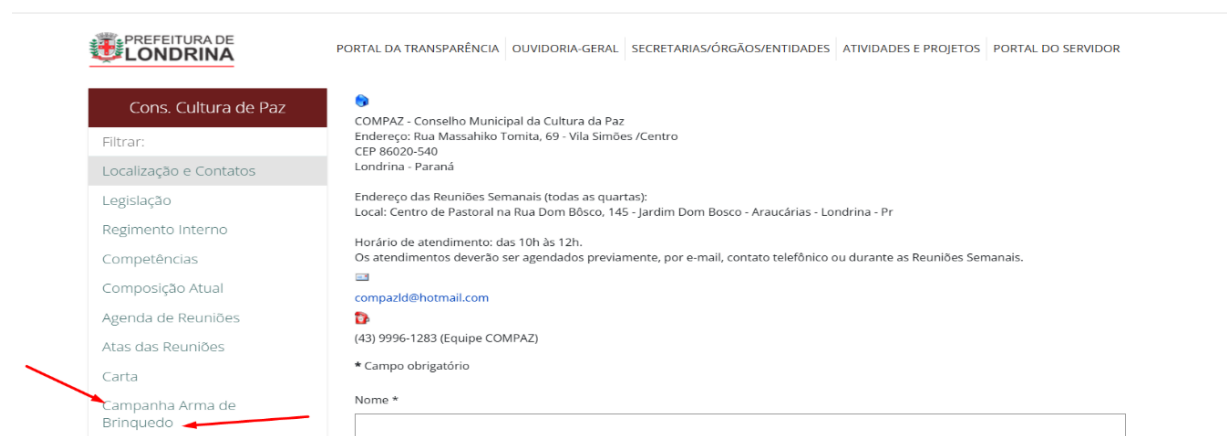 PREFEITURA DE
LONDRINA
PORTAL DA TRANSPARÊNCIA
OUVIDORIA-GERAL
SECRETARIAS/ÓRGÃOS/ENTIDADES
ATIVIDADES E PROJETOS
PORTAL DO SERVIDOR
Cons. Cultura de Paz
Filtrar:
Localização e Contatos
Legislação
Regimento Interno
Competências
Composição Atual
Agenda de Reuniões
Atas das Reuniões
Carta
Campanha Arma de
Brinquedo
COMPAZ - Conselho Municipal da Cultura da Paz
Endereço: Rua Massahiko Tomita, 69 - Vila Simões /Centro
CEP 86020-540
Londrina - Paraná
Endereço das Reuniões Semanais (todas as quartas):
Local: Centro de Pastoral na Rua Dom Bôsco, 145 - Jardim Dom Bosco - Araucárias - Londrina - Pr
Horário de atendimento: das 10h às 12h.
Os atendimentos deverão ser agendados previamente, por e-mail, contato telefônico ou durante as Reuniões Semanais.
compazld@hotmail.com
(43) 9996-1283 (Equipe COMPAZ)
* Campo obrigatório
Nome *